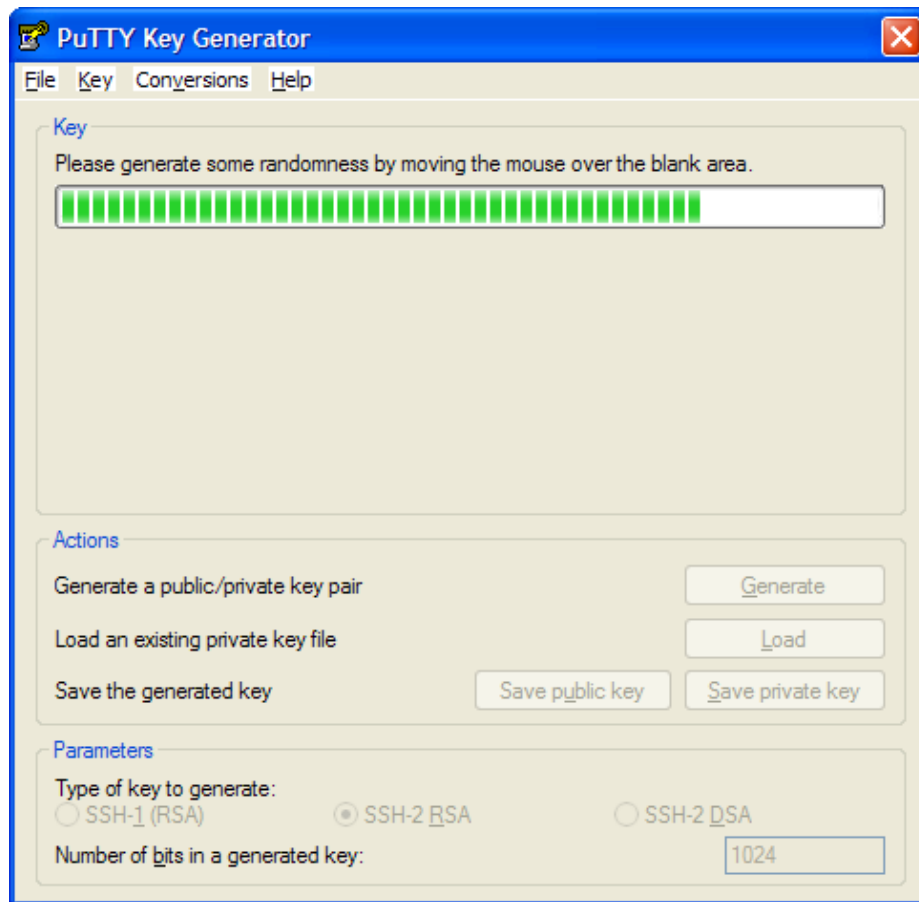 PuTTY Key Generator
File Key Conversions Help
Key
Please generate some randomness by moving the mouse over the blank area.
Actions
Generate a public/private key pair Generate
Load an existing private key file Load
Save the generated key Save public key Save private key
Parameters
Type of key to generate:
SSH-1 (RSA) SSH-2 RSA SSH-2 DSA
Number of bits in a generated key: 1024